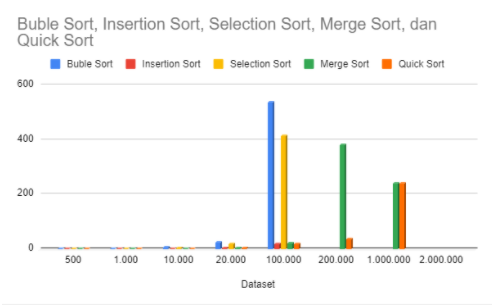 Buble Sort, Insertion Sort, Selection Sort, Merge Sort, dan
Quick Sort
Buble Sort Insertion Sort Selection Sort Merge Sort Quick Sort
600
400
200
0
500 1.000 10.000 20.000 100.000 200.000 1.000.000 2.000.000
Dataset